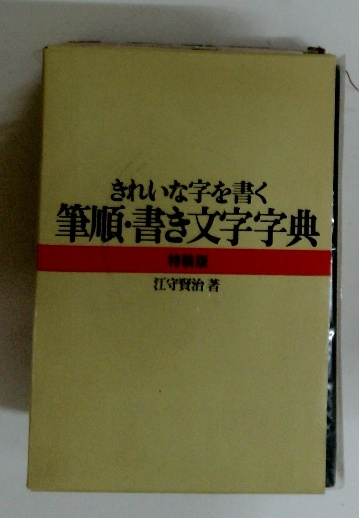 きれいな字を書く
筆順・書き文字字典
特装版
江守賢治 著